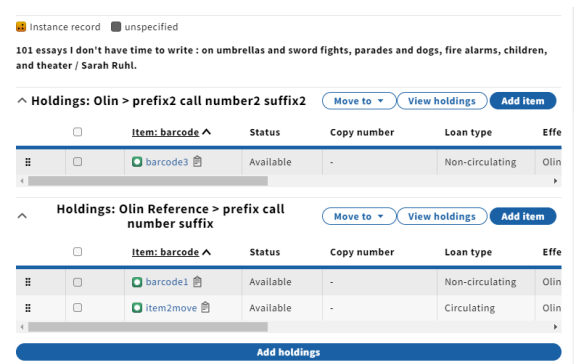 Instance record unspecified
101 essays I don't have time to write : on umbrellas and sword fights, parades and dogs, fire alarms, children,
and theater / Sarah Ruhl.
Holdings: Olin > prefix2 call number2 suffix2 Move to View holdings Add item
Item: barcode Status Copy number Loan type Effe
barcode3 Available - Non-circulating Olin
Holdings: Olin Reference > prefix call
number suffix
Move to View holdings Add item
Item: barcode Status Copy number Loan type Effe
barcode1 Available - Non-circulating Olin
item2move Available - Circulating Olin
Add holdings